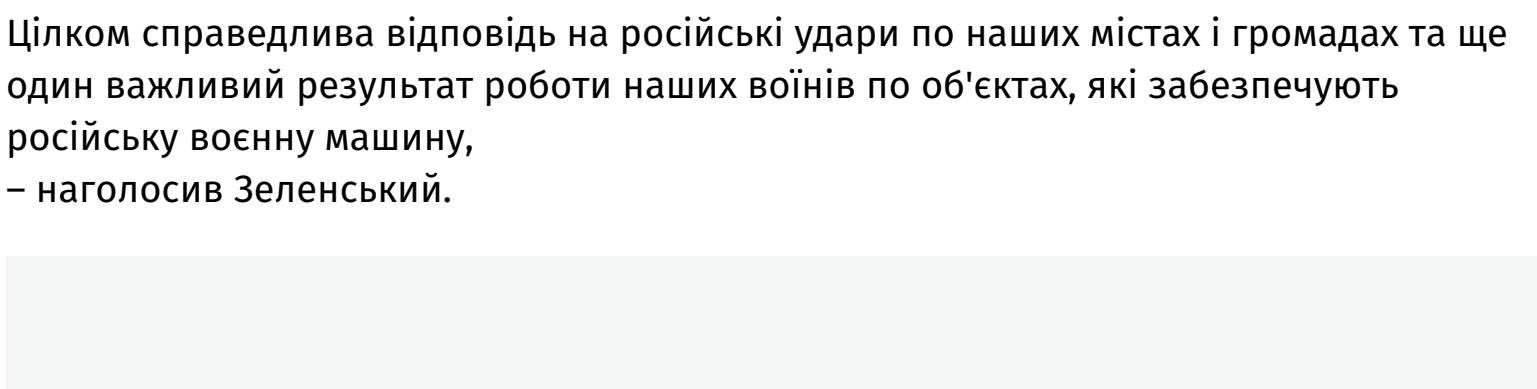 Цілком справедлива відповідь на російські удари по наших містах і громадах та ще
один важливий результат роботи наших воїнів по об'єктах, які забезпечують
російську воєнну машину,
– наголосив Зеленський.